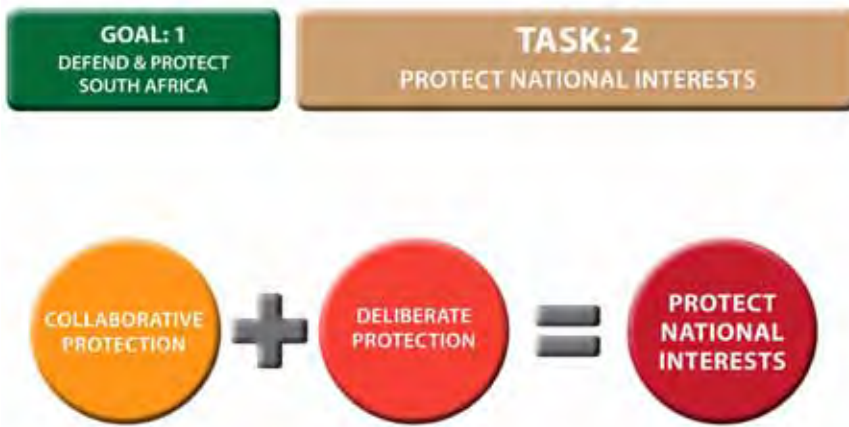 GOAL: 1
DEFEND & PROTECT
SOUTH AFRICA
TASK: 2
PROTECT NATIONAL INTERESTS
COLLABORATIVE
PROTECTION
DELIBERATE
PROTECTION
PROTECT
NATIONAL
INTERESTS